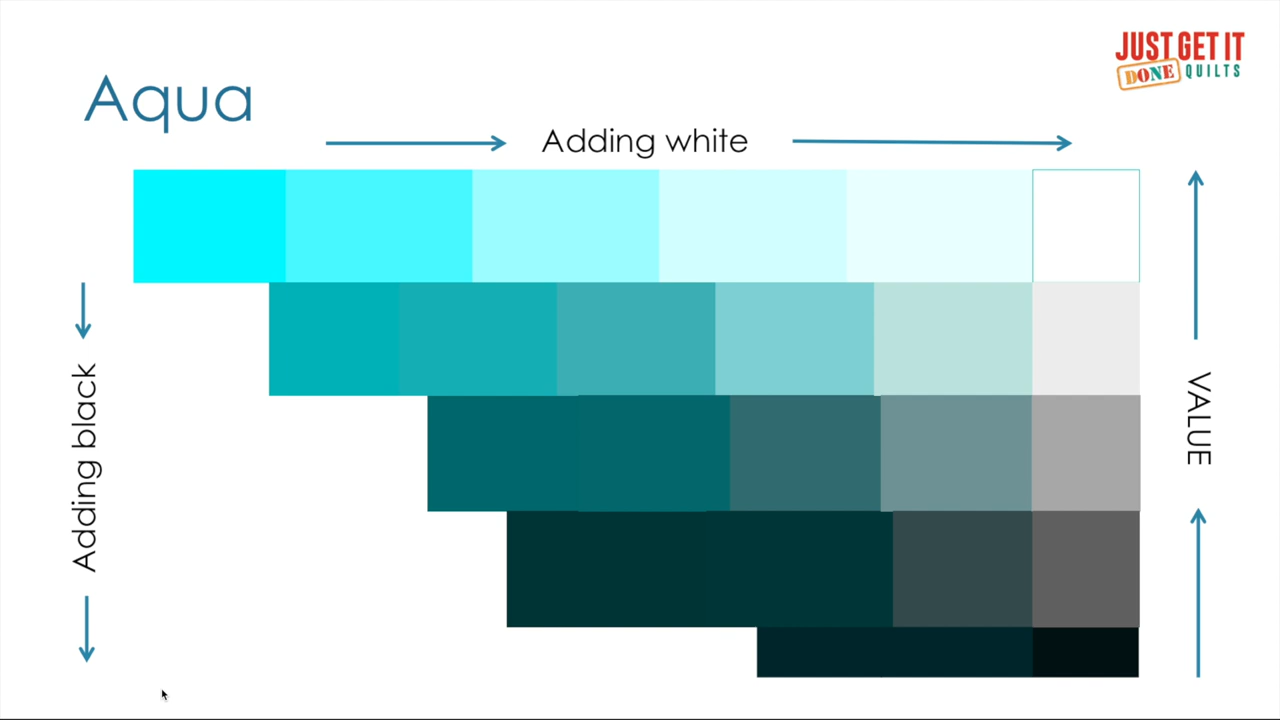 JUST GET IT
DONE QUILTS
Aqua
Adding white
Adding black
VALUE